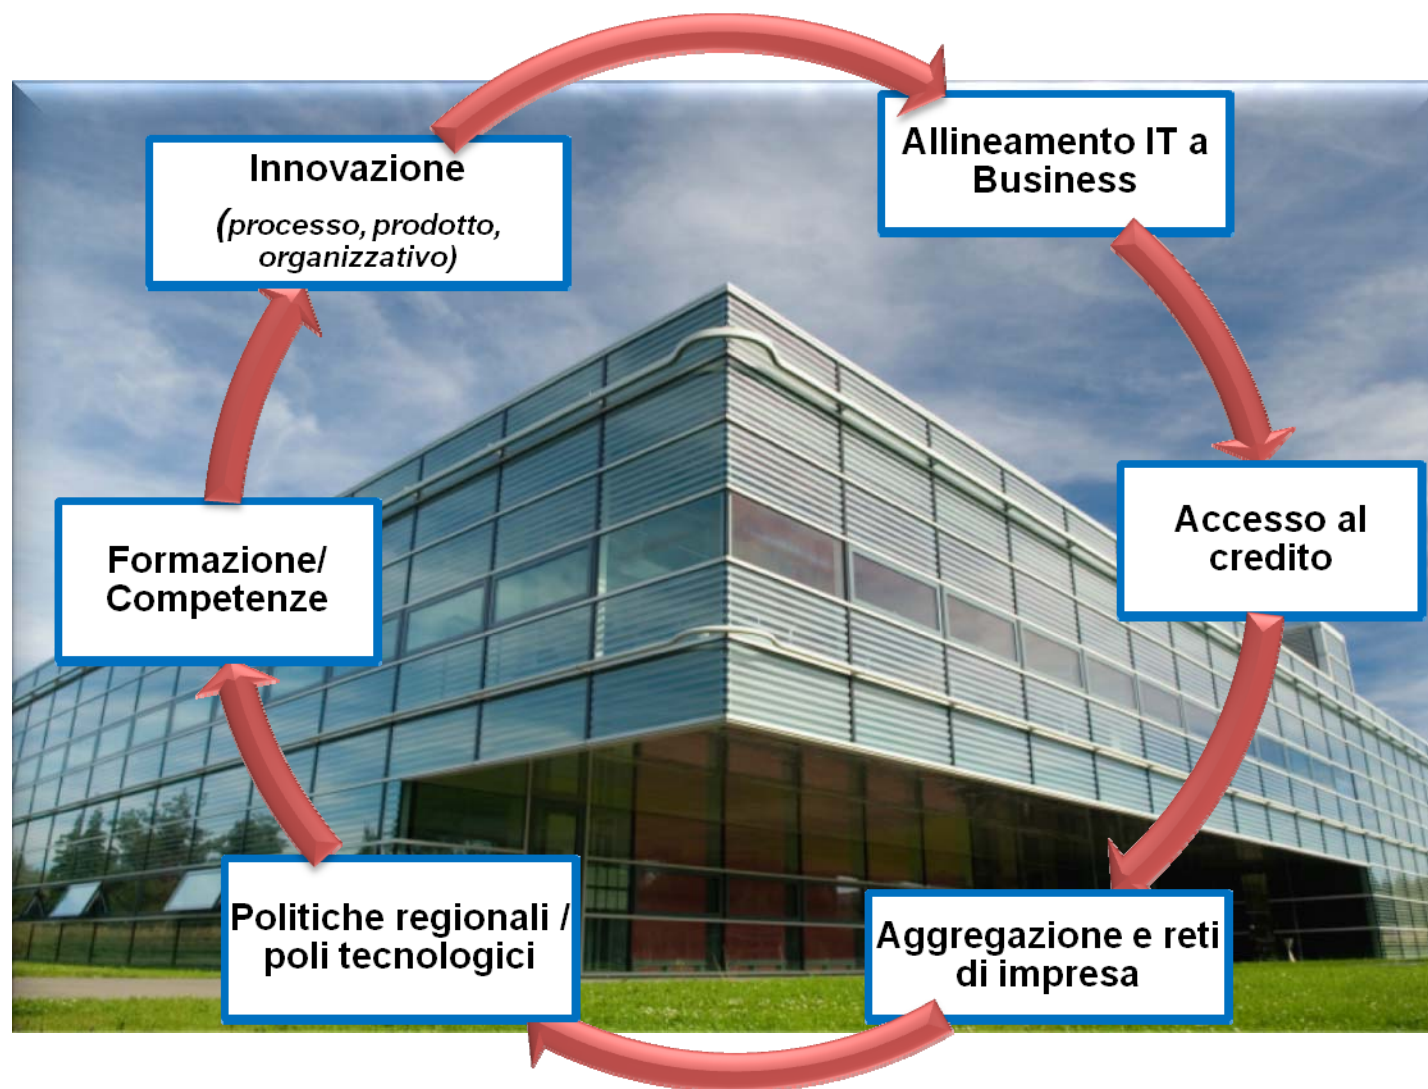 Innovazione
(processo, prodotto,
organizzativo)
Allineamento IT a
Business
Accesso al
credito
Aggregazione e reti
di impresa
Politiche regionali /
poli tecnologici
Formazione/
Competenze